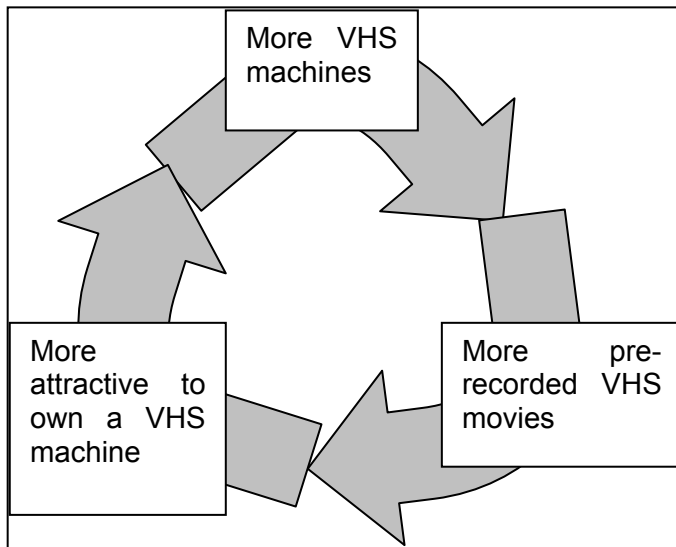 More VHS
machines
More
attractive to
own a VHS
machine
More pre-
recorded VHS
movies